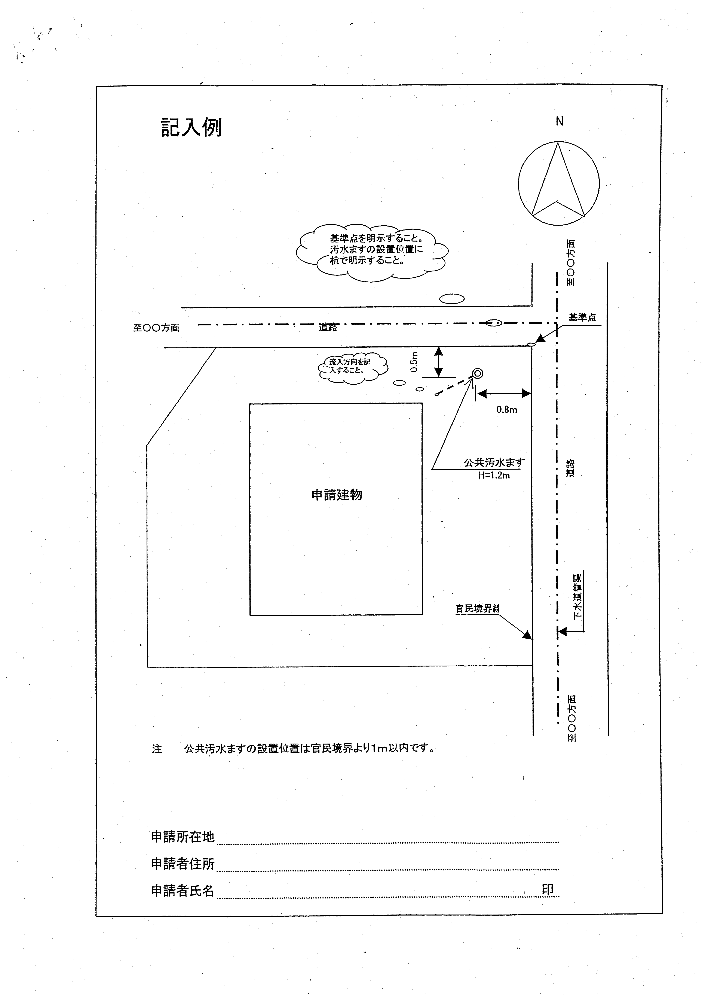 記入例
N
基準点を明示すること。
汚水ますの設置位置に
杭で明示すること。
至〇〇方面
基準点
至〇〇方面
道路
流入方向を記
入すること。
0.5m
0.8m
公共汚水ます
H=1.2m
道路
申請建物
下水道管渠
官民境界線
至〇〇方面
注 公共汚水ますの設置位置は官民境界より1m以内です。
申請所在地
申請者住所
申請者氏名 印